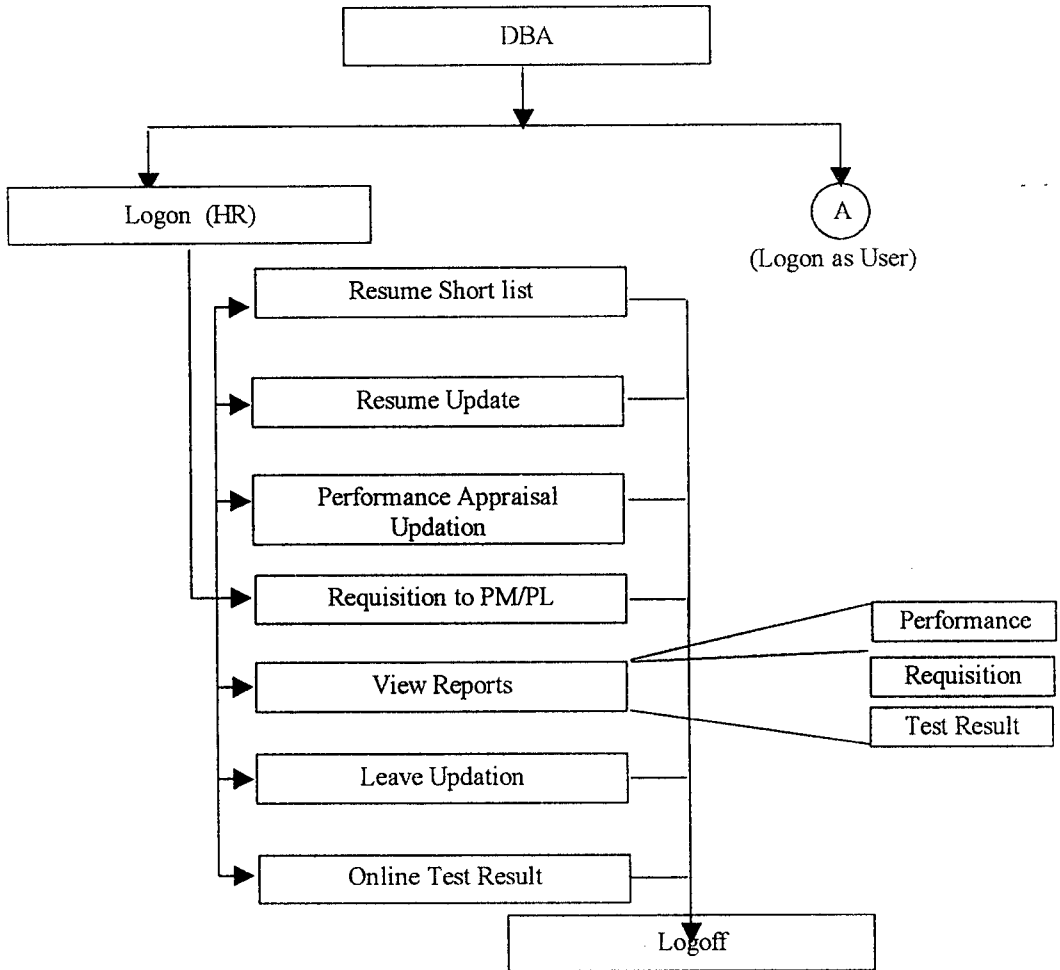 DBA
Logon (HR)
A
(Logon as User)
Resume Short list
Resume Update
Performance Appraisal
Updation
Requisition to PM/PL
Performance
View Reports
Requisition
Test Result
Leave Updation
Online Test Result
Logoff